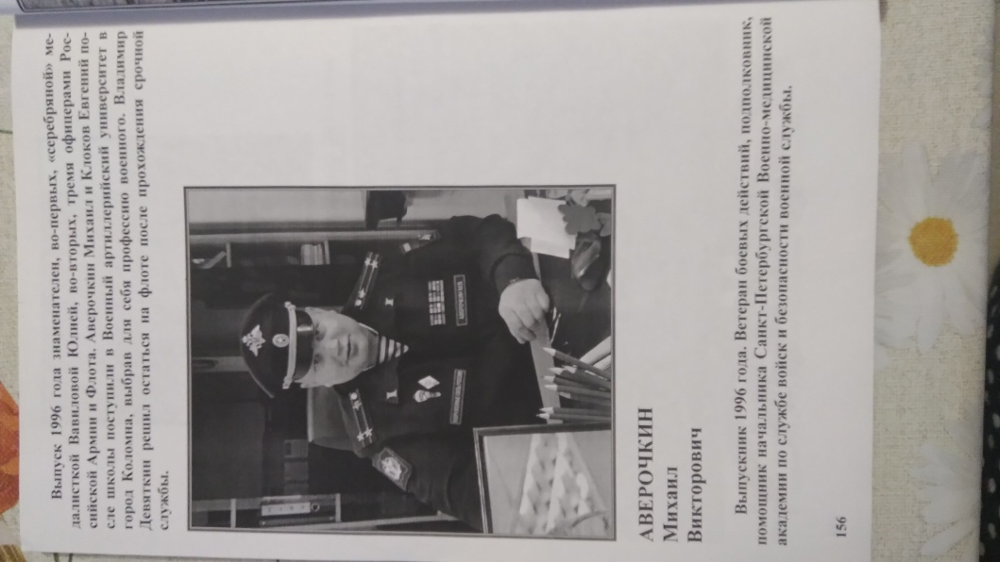 Выпуск 1996 года знаменателен, во-первых, «серебряной» ме-
далисткой Вавиловой Юлией, во-вторых, тремя офицерами Рос-
сийской Армии и Флота. Аверочкин Михаил и Клоков Евгений по-
сле школы поступили в Военный артиллерийский университет в
город Коломна, выбрав для себя профессию военного. Владимир
Девяткин решил остаться на флоте после прохождения срочной
службы.
АВЕРОЧКИН
Михаил
Викторович
Выпускник 1996 года. Ветеран боевых действий, подполковник,
помощник начальника Санкт-Петербургской Военно-медицинской
академии по службе войск и безопасности военной службы.
156